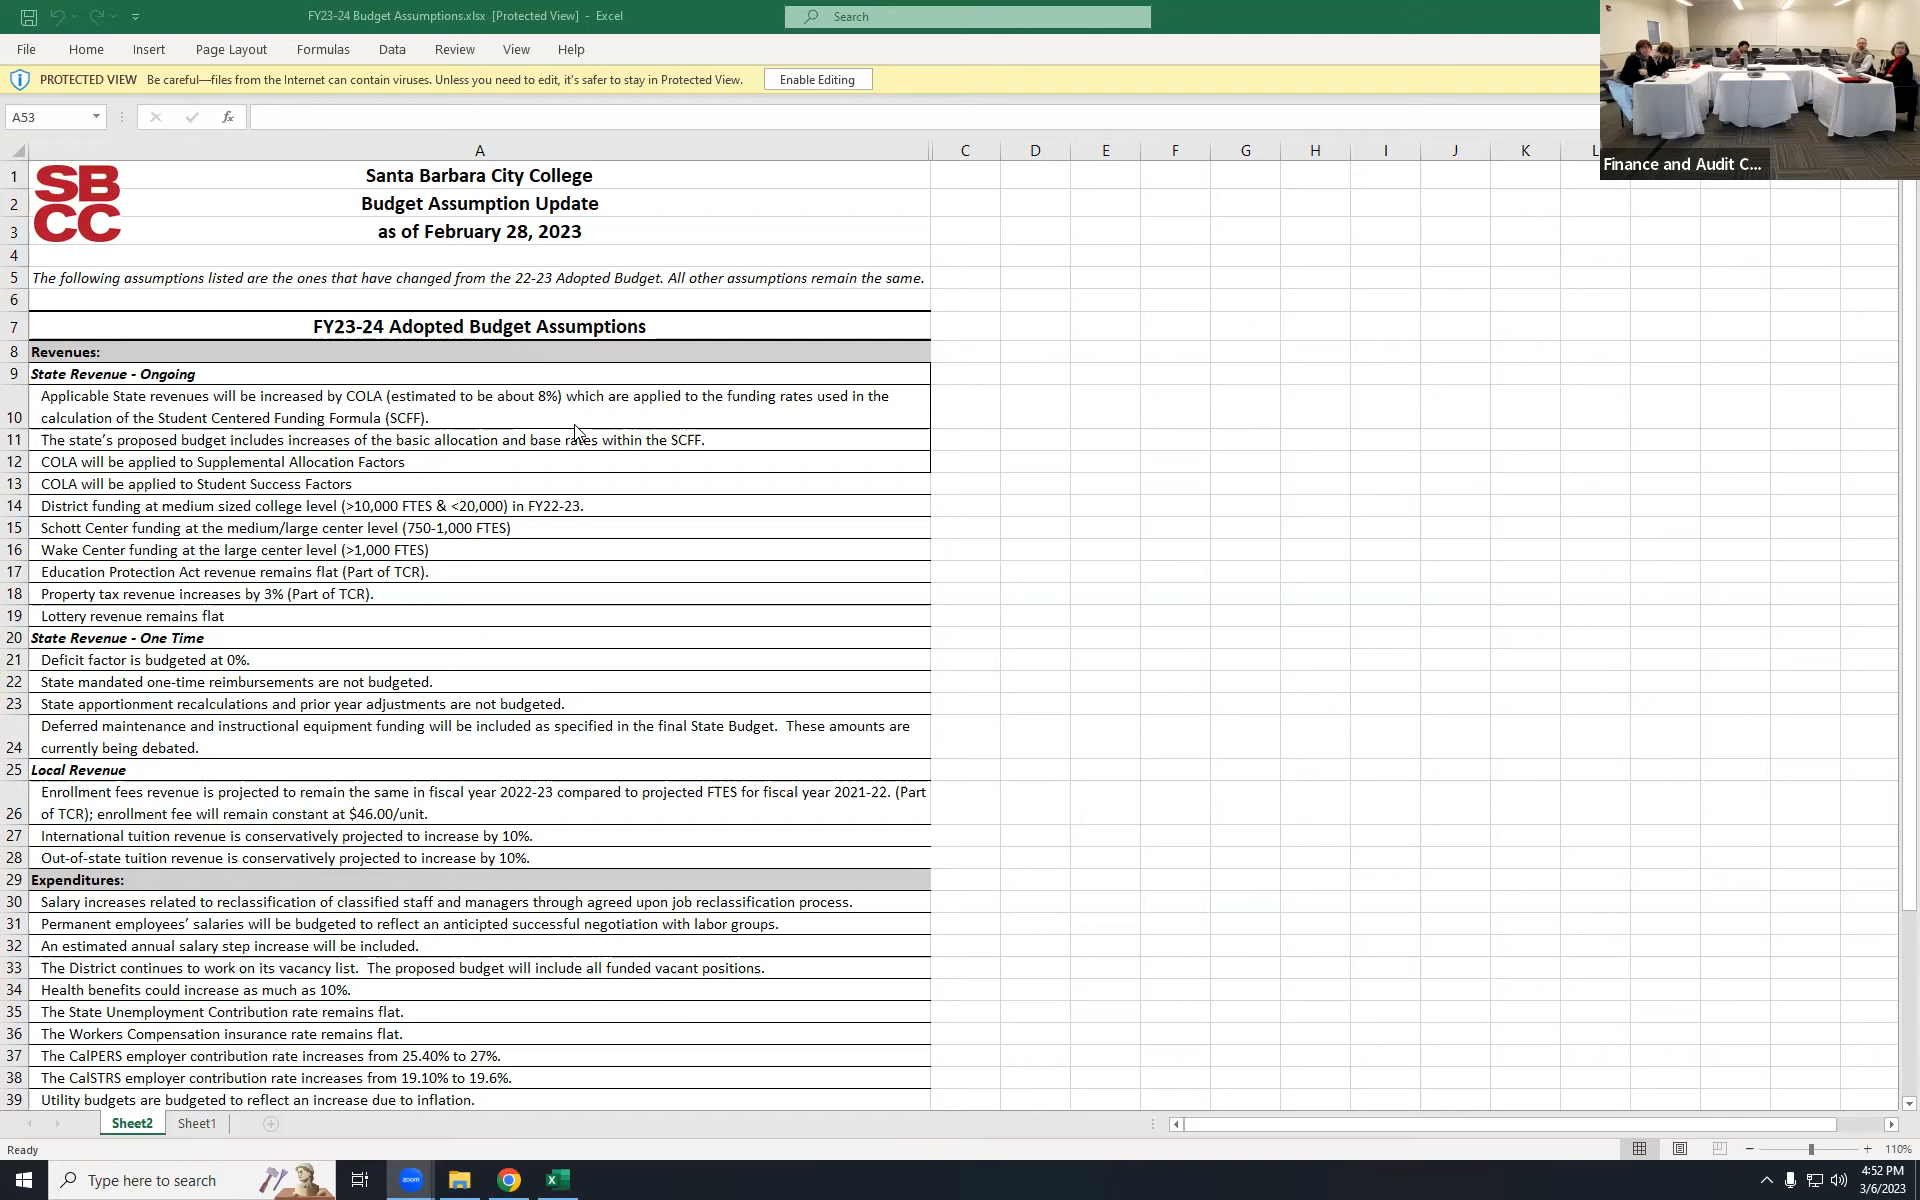 FY23-24 Budget Assumptions.xlsx [Protected View] - Excel
Search
File Home Insert Page Layout Formulas Data Review View Help
PROTECTED VIEW Be careful—files from the Internet can contain viruses. Unless you need to edit, it's safer to stay in Protected View. Enable Editing
A53 fx
Finance and Audit C...
A C D E F G H I J K L
1 SBCC Santa Barbara City College
2 Budget Assumption Update
3 as of February 28, 2023
4
5 The following assumptions listed are the ones that have changed from the 22-23 Adopted Budget. All other assumptions remain the same.
6
7 FY23-24 Adopted Budget Assumptions
8 Revenues:
9 State Revenue - Ongoing
Applicable State revenues will be increased by COLA (estimated to be about 8%) which are applied to the funding rates used in the
10 calculation of the Student Centered Funding Formula (SCFF).
11 The state's proposed budget includes increases of the basic allocation and base rates within the SCFF.
12 COLA will be applied to Supplemental Allocation Factors
13 COLA will be applied to Student Success Factors
14 District funding at medium sized college level (>10,000 FTES & <20,000) in FY22-23.
15 Schott Center funding at the medium/large center level (750-1,000 FTES)
16 Wake Center funding at the large center level (>1,000 FTES)
17 Education Protection Act revenue remains flat (Part of TCR).
18 Property tax revenue increases by 3% (Part of TCR).
19 Lottery revenue remains flat
20 State Revenue - One Time
21 Deficit factor is budgeted at 0%.
22 State mandated one-time reimbursements are not budgeted.
23 State apportionment recalculations and prior year adjustments are not budgeted.
Deferred maintenance and instructional equipment funding will be included as specified in the final State Budget.  These amounts are
24 currently being debated.
25 Local Revenue
Enrollment fees revenue is projected to remain the same in fiscal year 2022-23 compared to projected FTES for fiscal year 2021-22. (Part
26 of TCR); enrollment fee will remain constant at $46.00/unit.
27 International tuition revenue is conservatively projected to increase by 10%.
28 Out-of-state tuition revenue is conservatively projected to increase by 10%.
29 Expenditures:
30 Salary increases related to reclassification of classified staff and managers through agreed upon job reclassification process.
31 Permanent employees' salaries will be budgeted to reflect an anticipated successful negotiation with labor groups.
32 An estimated annual salary step increase will be included.
33 The District continues to work on its vacancy list.  The proposed budget will include all funded vacant positions.
34 Health benefits could increase as much as 10%.
35 The State Unemployment Contribution rate remains flat.
36 The Workers Compensation insurance rate remains flat.
37 The CalPERS employer contribution rate increases from 25.40% to 27%.
38 The CalSTRS employer contribution rate increases from 19.10% to 19.6%.
39 Utility budgets are budgeted to reflect an increase due to inflation.
Sheet2 Sheet1
Ready 110%
Type here to search zoom 4:52 PM
3/6/2023